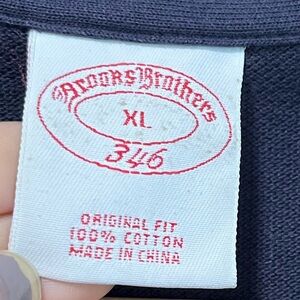 Brooks Brothers
XL
346
ORIGINAL FIT
100% COTTON
MADE IN CHINA